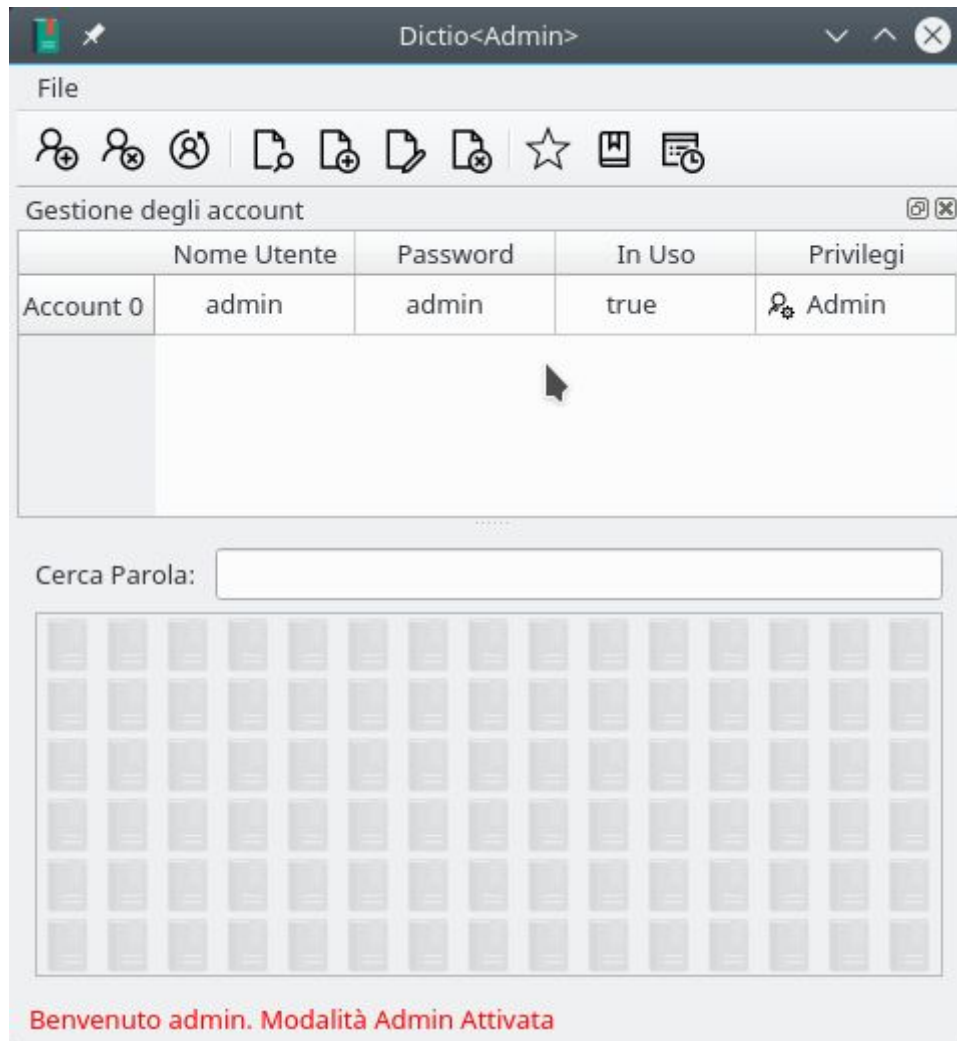 Dictio<Admin>
File
Gestione degli account
Nome Utente Password In Uso Privilegi
Account 0 admin admin true Admin
Cerca Parola:
Benvenuto admin. Modalità Admin Attivata